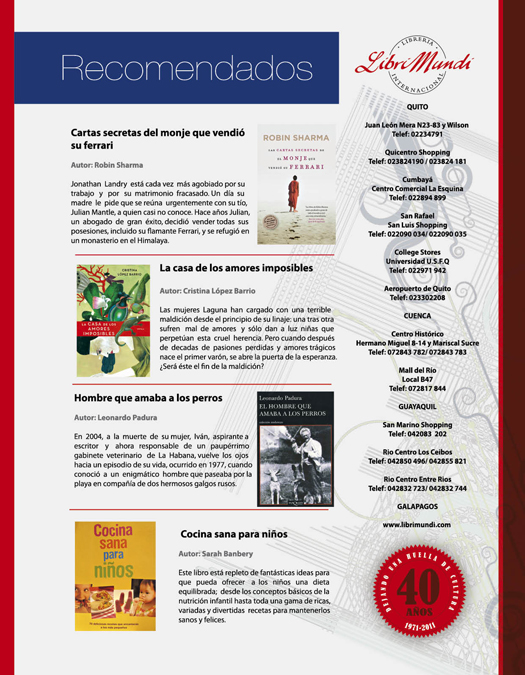 Recomendados
Cartas secretas del monje que vendió
su ferrari
Autor: Robin Sharma
Jonathan Landry está cada vez más agobiado por su
trabajo y por su matrimonio fracasado. Un día su
madre le pide que se reúna urgentemente con su tío,
Julian Mantle, a quien casi no conoce. Hace años Julian,
un abogado de gran éxito, decidió vender todas sus
posesiones, incluso su flamante Ferrari, y se refugió en
un monasterio en el Himalaya.
ROBIN SHARMA
LAS CARTAS SECRETAS DE
EL MONJE QUE
VENDIÓ SU FERRARI
CRISTINA
LÓPEZ BARRIO
LA CASA DE LOS
AMORES
IMPOSIBLES
La casa de los amores imposibles
Autor: Cristina López Barrio
Las mujeres Laguna han cargado con una terrible
maldición desde el principio de su linaje: una tras otra
sufren mal de amores y sólo dan a luz niñas que
perpetúan esta cruel herencia. Pero cuando después
de decadas de pasiones pérdidas y amores trágicos
nace el primer varón, se abre la puerta de la esperanza.
¿Será éste el fin de la maldición?
Hombre que amaba a los perros
Autor: Leonardo Padura
En 2004, a la muerte de su mujer, Iván, aspirante a
escritor y ahora responsable de un paupérrimo
gabinete veterinario de La Habana, vuelve los ojos
hacia un episodio de su vida, ocurrido en 1977, cuando
conoció a un enigmático hombre que paseaba por la
playa en compañía de dos hermosos galgos rusos.
Leonardo Padura
EL HOMBRE QUE
AMABA A LOS PERROS
Cocina
sana
para
niños
Cocina sana para niños
Autor: Sarah Banbery
Este libro está repleto de fantásticas ideas para
que pueda ofrecer a los niños una dieta
equilibrada; desde los conceptos básicos de la
nutrición infantil hasta toda una gama de ricas,
variadas y divertidas recetas para mantenerlos
sanos y felices.
LIBRERIA
Libri Mundi
INTERNACIONAL
QUITO
Juan León Mera N23-83 y Wilson
Telef: 02234791
Quicentro Shopping
Telef: 023824190 / 023824 181
Cumbayá
Centro Comercial La Esquina
Telef: 022894 899
San Rafael
San Luis Shopping
Telef: 022090 034/ 022090 035
College Stores
Universidad U.S.F.Q
Telef: 022971 942
Aeropuerto de Quito
Telef: 023302208
CUENCA
Centro Histórico
Hermano Miguel 8-14 y Mariscal Sucre
Telef: 072843 782/ 072843 783
Mall del Río
Local B47
Telef: 072817 844
GUAYAQUIL
San Marino Shopping
Telef: 042083 202
Rio Centro Los Ceibos
Telef: 042850 496/ 042855 821
Rio Centro Entre Rios
Telef: 042832 723/ 042832 744
GALAPAGOS
www.librimundi.com
DEJANDO UNA HUELLA DE CULTURA
40
AÑOS
1971-2011